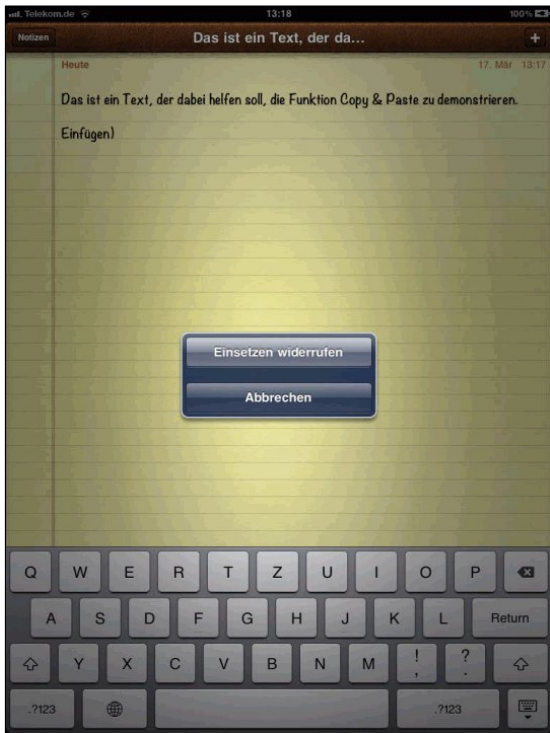 Telekom.de 13:18 100%
Notizen Das ist ein Text, der da... +
Heute 17. Mär 13:17
Das ist ein Text, der dabei helfen soll, die Funktion Copy & Paste zu demonstrieren.
Einfügen)
Einsetzen widerrufen
Abbrechen
Q W E R T Z U I O P
A S D F G H J K L Return
Y X C V B N M ! , ? .
.?123 .?123